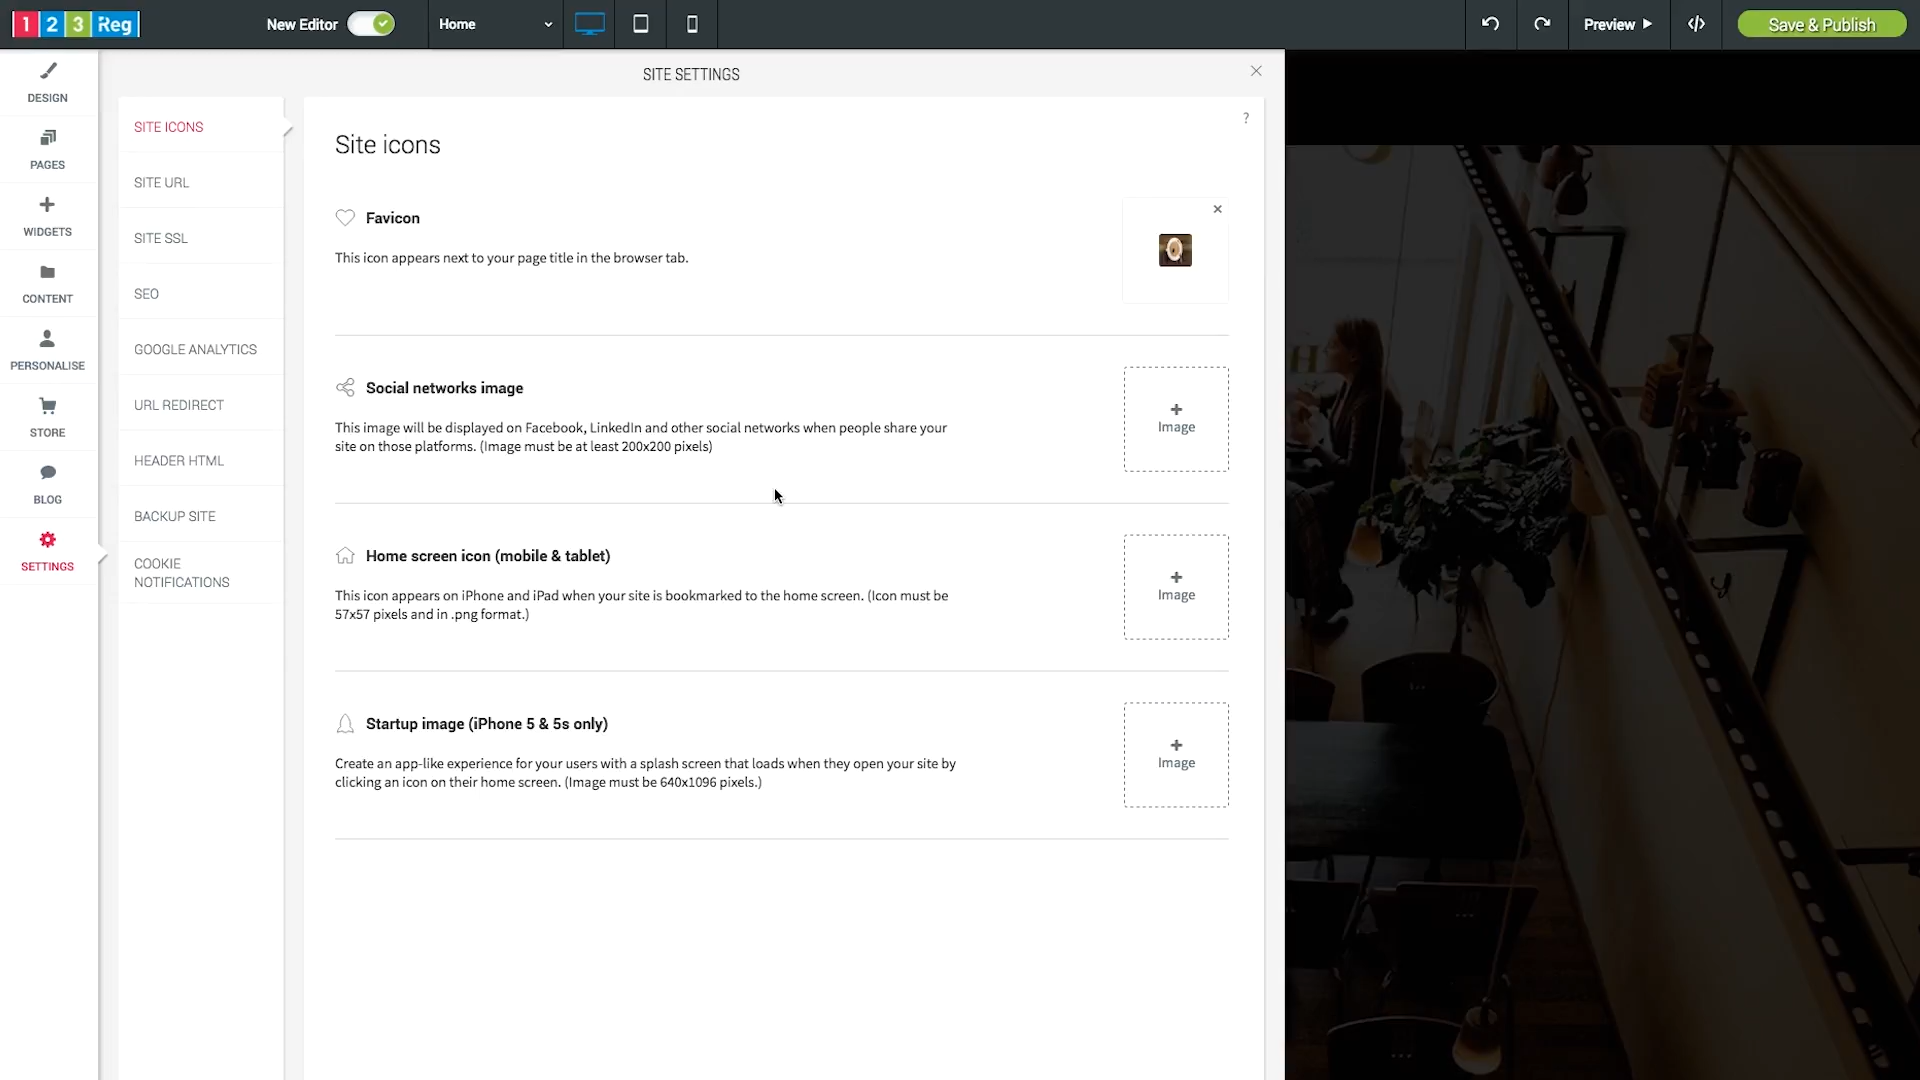 1 2 3 Reg
New Editor
Home
Preview
Save & Publish
DESIGN
PAGES
WIDGETS
CONTENT
PERSONALISE
STORE
BLOG
SETTINGS
SITE SETTINGS
SITE ICONS
SITE URL
SITE SSL
SEO
GOOGLE ANALYTICS
URL REDIRECT
HEADER HTML
BACKUP SITE
COOKIE
NOTIFICATIONS
?
Site icons
Favicon
This icon appears next to your page title in the browser tab.
Social networks image
This image will be displayed on Facebook, LinkedIn and other social networks when people share your
site on those platforms. (Image must be at least 200x200 pixels)
+
Image
Home screen icon (mobile & tablet)
This icon appears on iPhone and iPad when your site is bookmarked to the home screen. (Icon must be
57x57 pixels and in .png format.)
+
Image
Startup image (iPhone 5 & 5s only)
Create an app-like experience for your users with a splash screen that loads when they open your site by
clicking an icon on their home screen. (Image must be 640x1096 pixels.)
+
Image